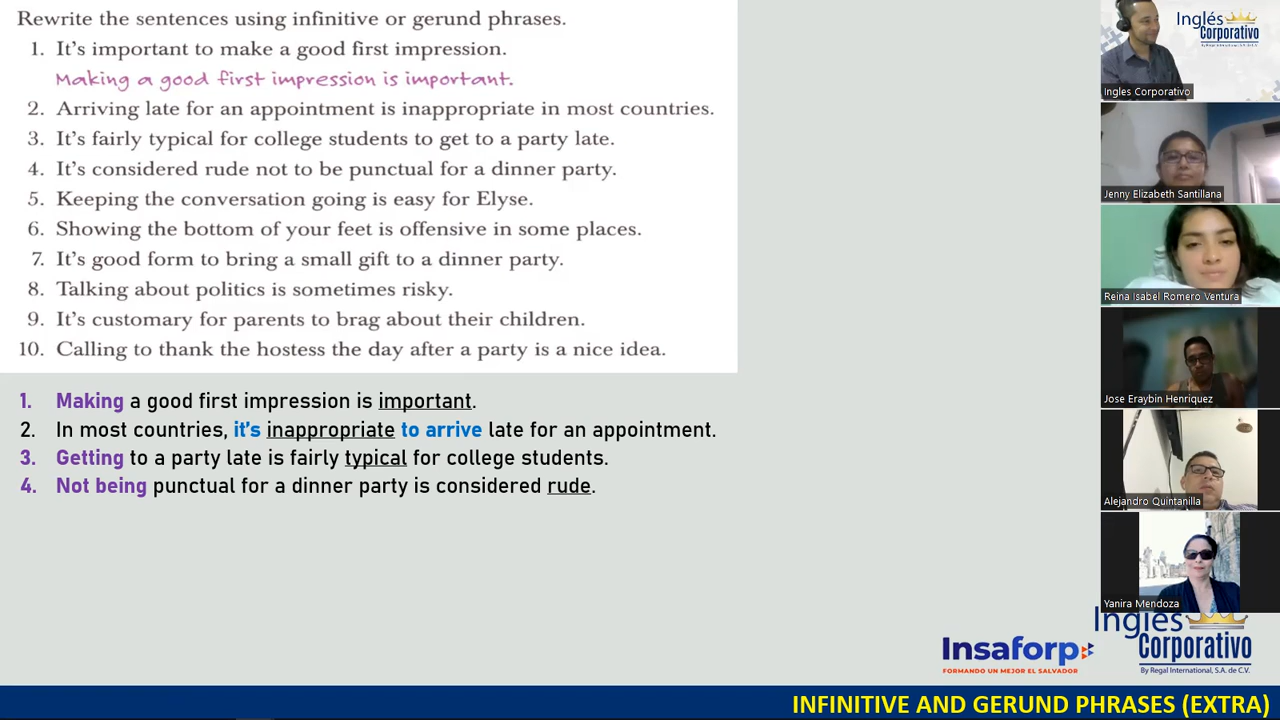 Rewrite the sentences using infinitive or gerund phrases.
1. It's important to make a good first impression.
Making a good first impression is important.
2. Arriving late for an appointment is inappropriate in most countries.
3. It's fairly typical for college students to get to a party late.
4. It's considered rude not to be punctual for a dinner party.
5. Keeping the conversation going is easy for Elyse.
6. Showing the bottom of your feet is offensive in some places.
7. It's good form to bring a small gift to a dinner party.
8. Talking about politics is sometimes risky.
9. It's customary for parents to brag about their children.
10. Calling to thank the hostess the day after a party is a nice idea.
1. Making a good first impression is important.
2. In most countries, it's inappropriate to arrive late for an appointment.
3. Getting to a party late is fairly typical for college students.
4. Not being punctual for a dinner party is considered rude.
Inglés
Corporativo
Ingles Corporativo
Jenny Elizabeth Santillana
Reina Isabel Romero Ventura
Jose Eraybin Henriquez
Alejandro Quintanilla
Yanira Mendoza
Insaforp
FORMANDO UN MEJOR EL SALVADOR
Inglés
Corporativo
By Regal International, S.A. de C.V.
INFINITIVE AND GERUND PHRASES (EXTRA)